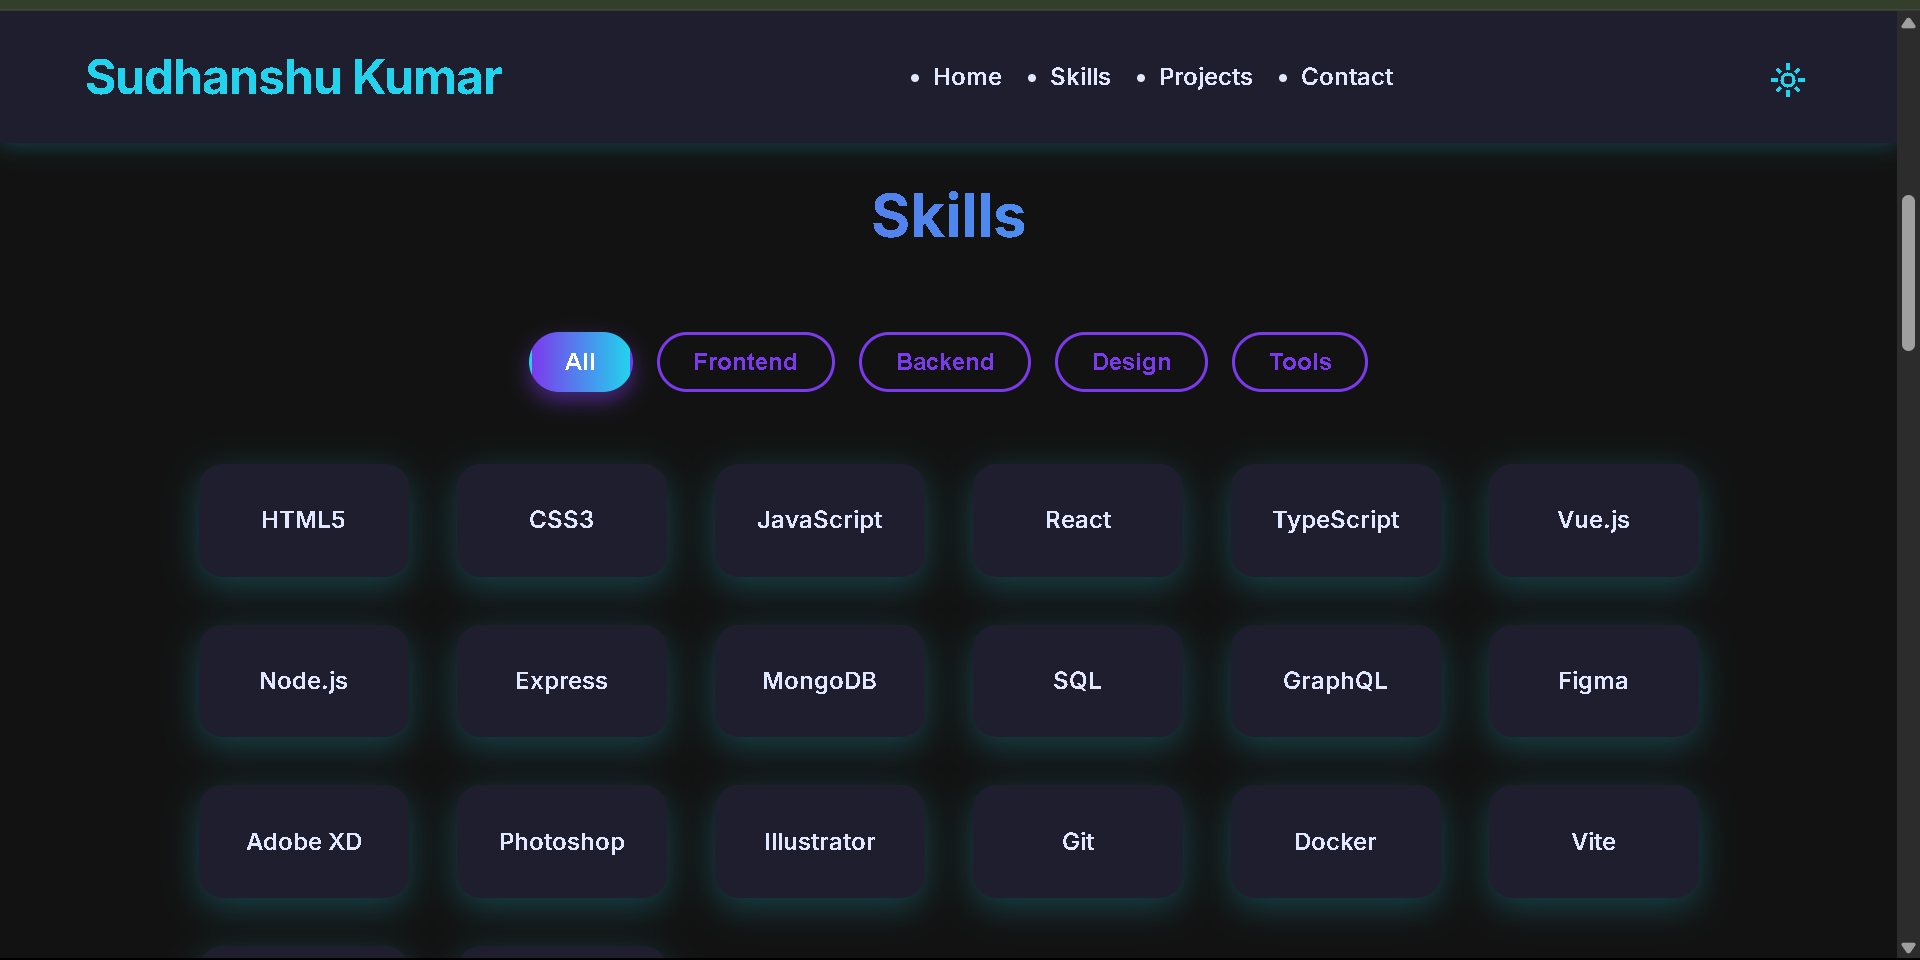 Sudhanshu Kumar
• Home • Skills • Projects • Contact
Skills
All Frontend Backend Design Tools
HTML5 CSS3 JavaScript React TypeScript Vue.js
Node.js Express MongoDB SQL GraphQL Figma
Adobe XD Photoshop Illustrator Git Docker Vite